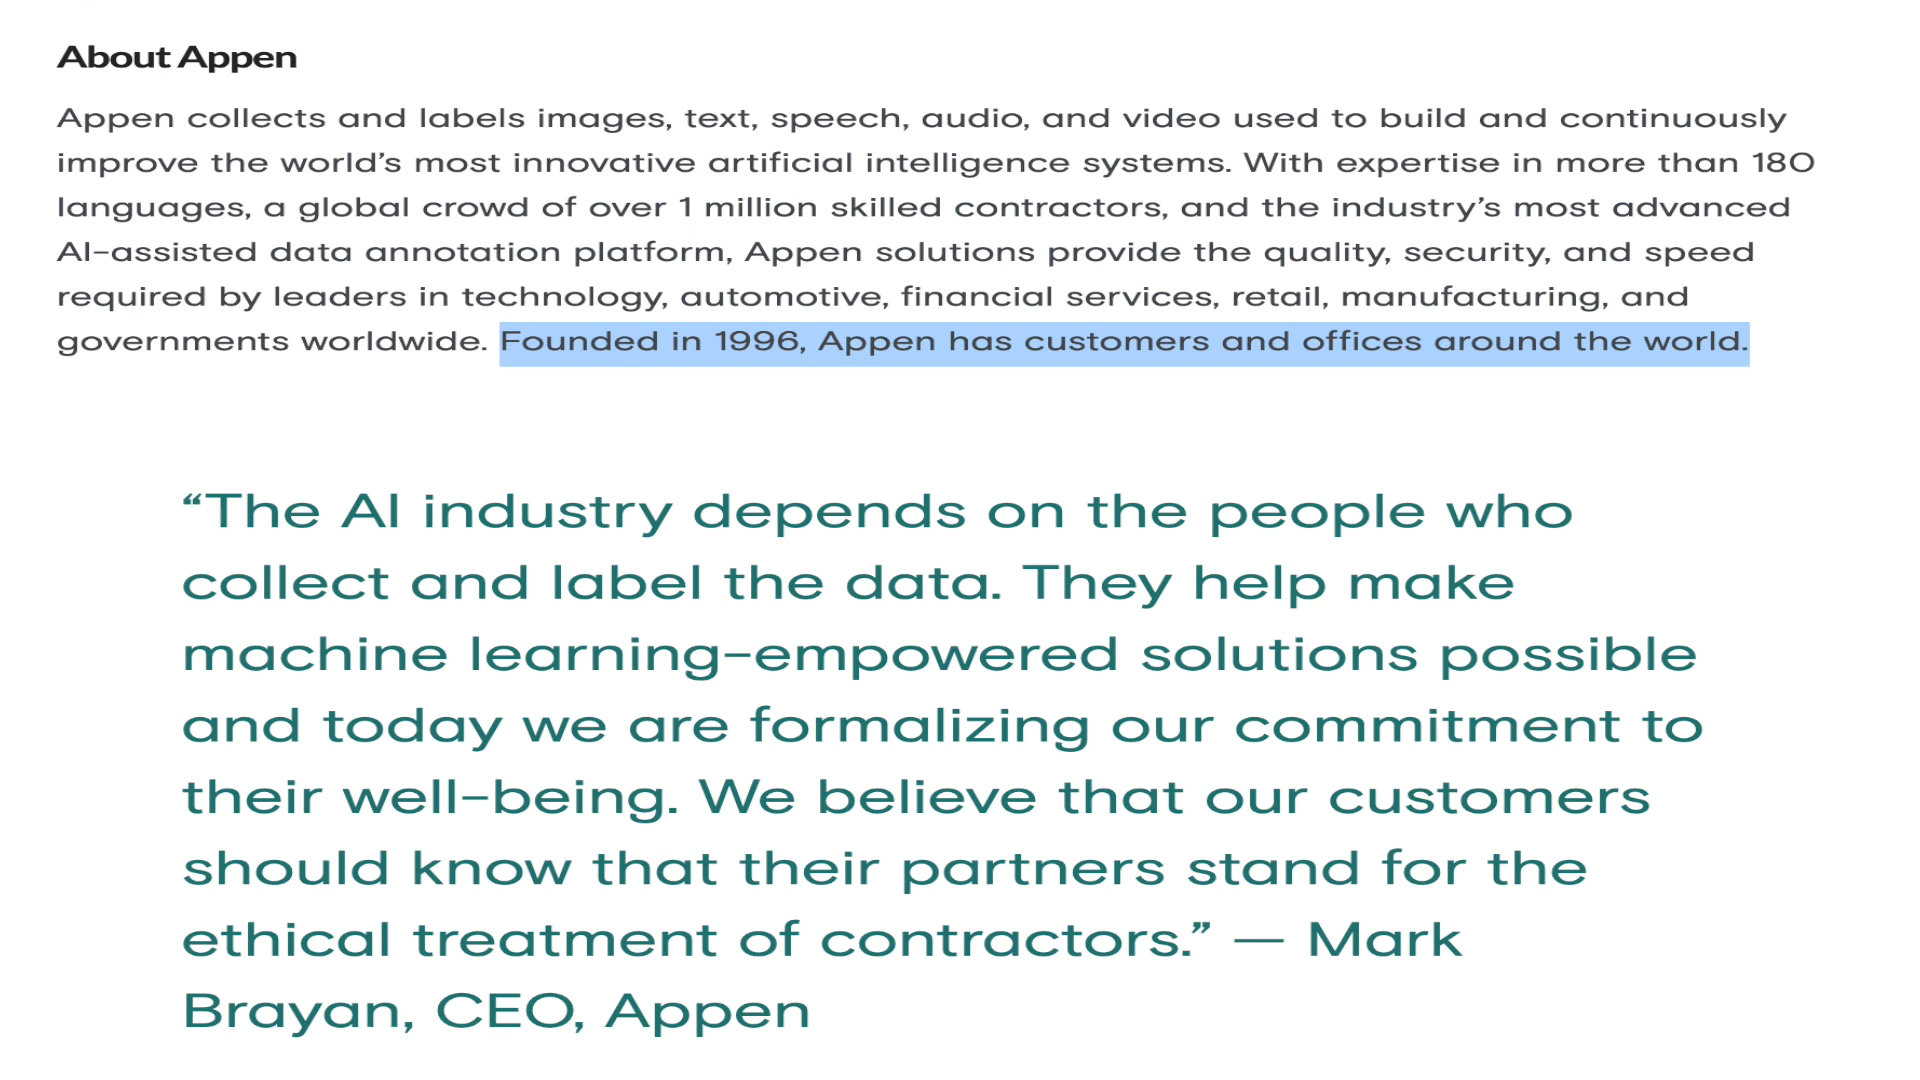 About Appen
Appen collects and labels images, text, speech, audio, and video used to build and continuously
improve the world’s most innovative artificial intelligence systems. With expertise in more than 180
languages, a global crowd of over 1 million skilled contractors, and the industry’s most advanced
AI-assisted data annotation platform, Appen solutions provide the quality, security, and speed
required by leaders in technology, automotive, financial services, retail, manufacturing, and
governments worldwide. Founded in 1996, Appen has customers and offices around the world.
“The AI industry depends on the people who
collect and label the data. They help make
machine learning-empowered solutions possible
and today we are formalizing our commitment to
their well-being. We believe that our customers
should know that their partners stand for the
ethical treatment of contractors.” — Mark
Brayan, CEO, Appen